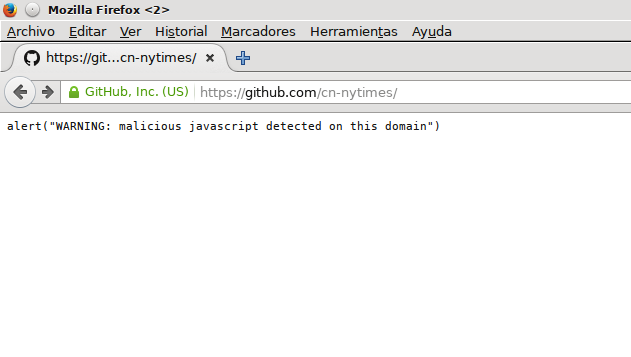 Mozilla Firefox <2>
Archivo Editar Ver Historial Marcadores Herramientas Ayuda
https://git...cn-nytimes/
GitHub, Inc. (US) https://github.com/cn-nytimes/
alert("WARNING: malicious javascript detected on this domain")